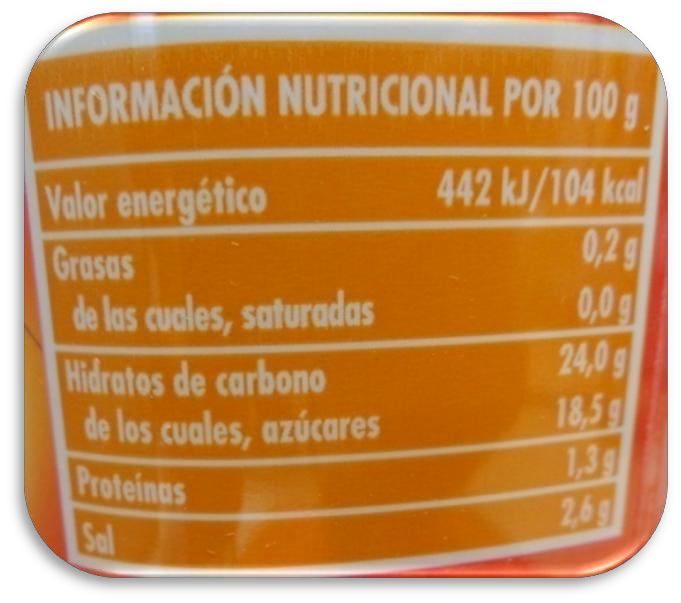 INFORMACIÓN NUTRICIONAL POR 100 g
Valor energético 442 kJ/104 kcal
Grasas 0,2 g
de las cuales, saturadas 0,0 g
Hidratos de carbono 24,0 g
de los cuales, azúcares 18,5 g
Proteínas 1,3 g
Sal 2,6 g